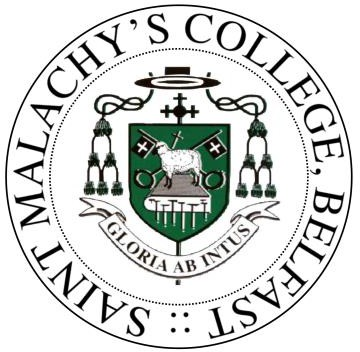 SAINT MALACHY'S COLLEGE, BELFAST ::
GLORIA AB INTUS